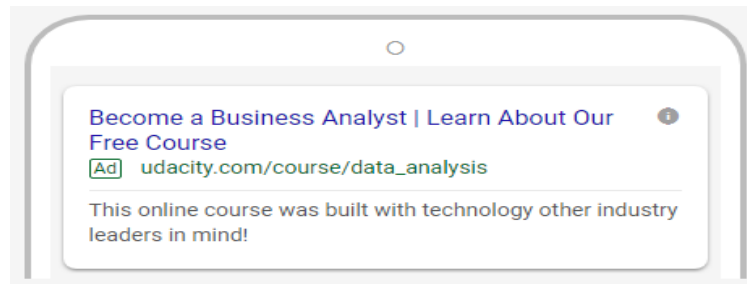 Become a Business Analyst | Learn About Our
Free Course
Ad udacity.com/course/data_analysis
This online course was built with technology other industry
leaders in mind!